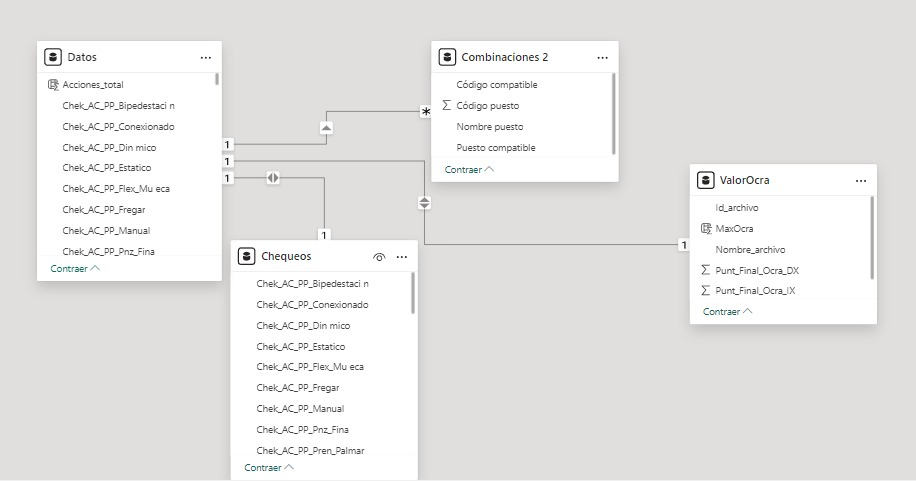 Datos
Acciones_total
Chek_AC_PP_Bipedestaci n
Chek_AC_PP_Conexionado
Chek_AC_PP_Din mico
Chek_AC_PP_Estatico
Chek_AC_PP_Flex_Mu eca
Chek_AC_PP_Fregar
Chek_AC_PP_Manual
Chek_AC_PP_Pnz_Fina
Contraer
Combinaciones 2
Código compatible
Código puesto
Nombre puesto
Puesto compatible
Contraer
1
*
1
1
1
1
Chequeos
Chek_AC_PP_Bipedestaci n
Chek_AC_PP_Conexionado
Chek_AC_PP_Din mico
Chek_AC_PP_Estatico
Chek_AC_PP_Flex_Mu eca
Chek_AC_PP_Fregar
Chek_AC_PP_Manual
Chek_AC_PP_Pnz_Fina
Chek_AC_PP_Pren_Palmar
Contraer
ValorOcra
Id_archivo
MaxOcra
Nombre_archivo
Punt_Final_Ocra_DX
Punt_Final_Ocra_IX
Contraer